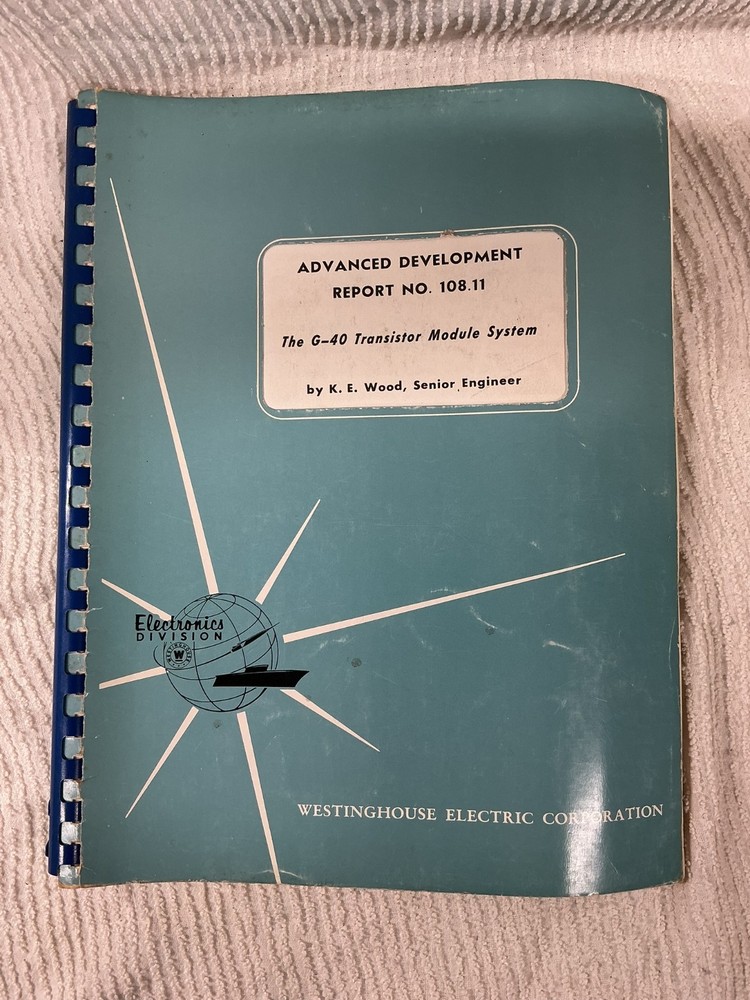 ADVANCED DEVELOPMENT
REPORT NO. 108.11
The G-40 Transistor Module System
by K. E. Wood, Senior Engineer
Electronics
DIVISION
WESTINGHOUSE
W
WESTINGHOUSE ELECTRIC CORPORATION